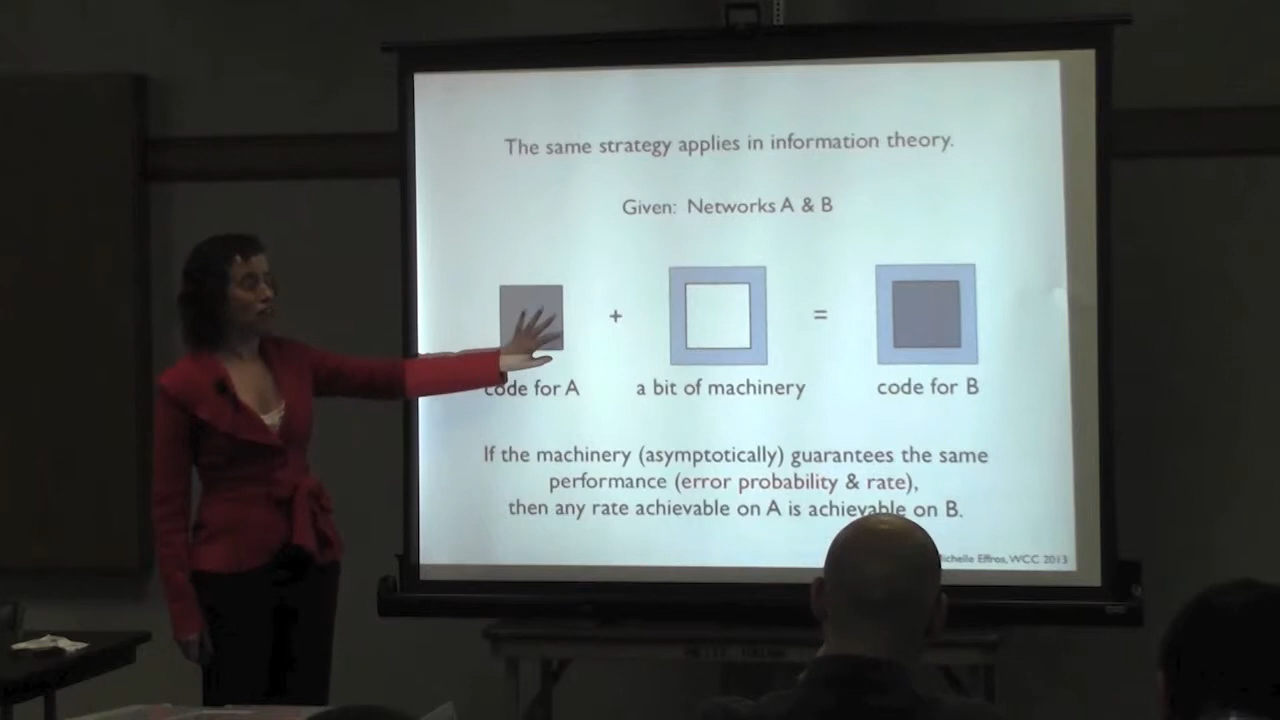 The same strategy applies in information theory.
Given: Networks A & B
+ =
code for A a bit of machinery code for B
If the machinery (asymptotically) guarantees the same
performance (error probability & rate),
then any rate achievable on A is achievable on B.
Effros, WCC 2013